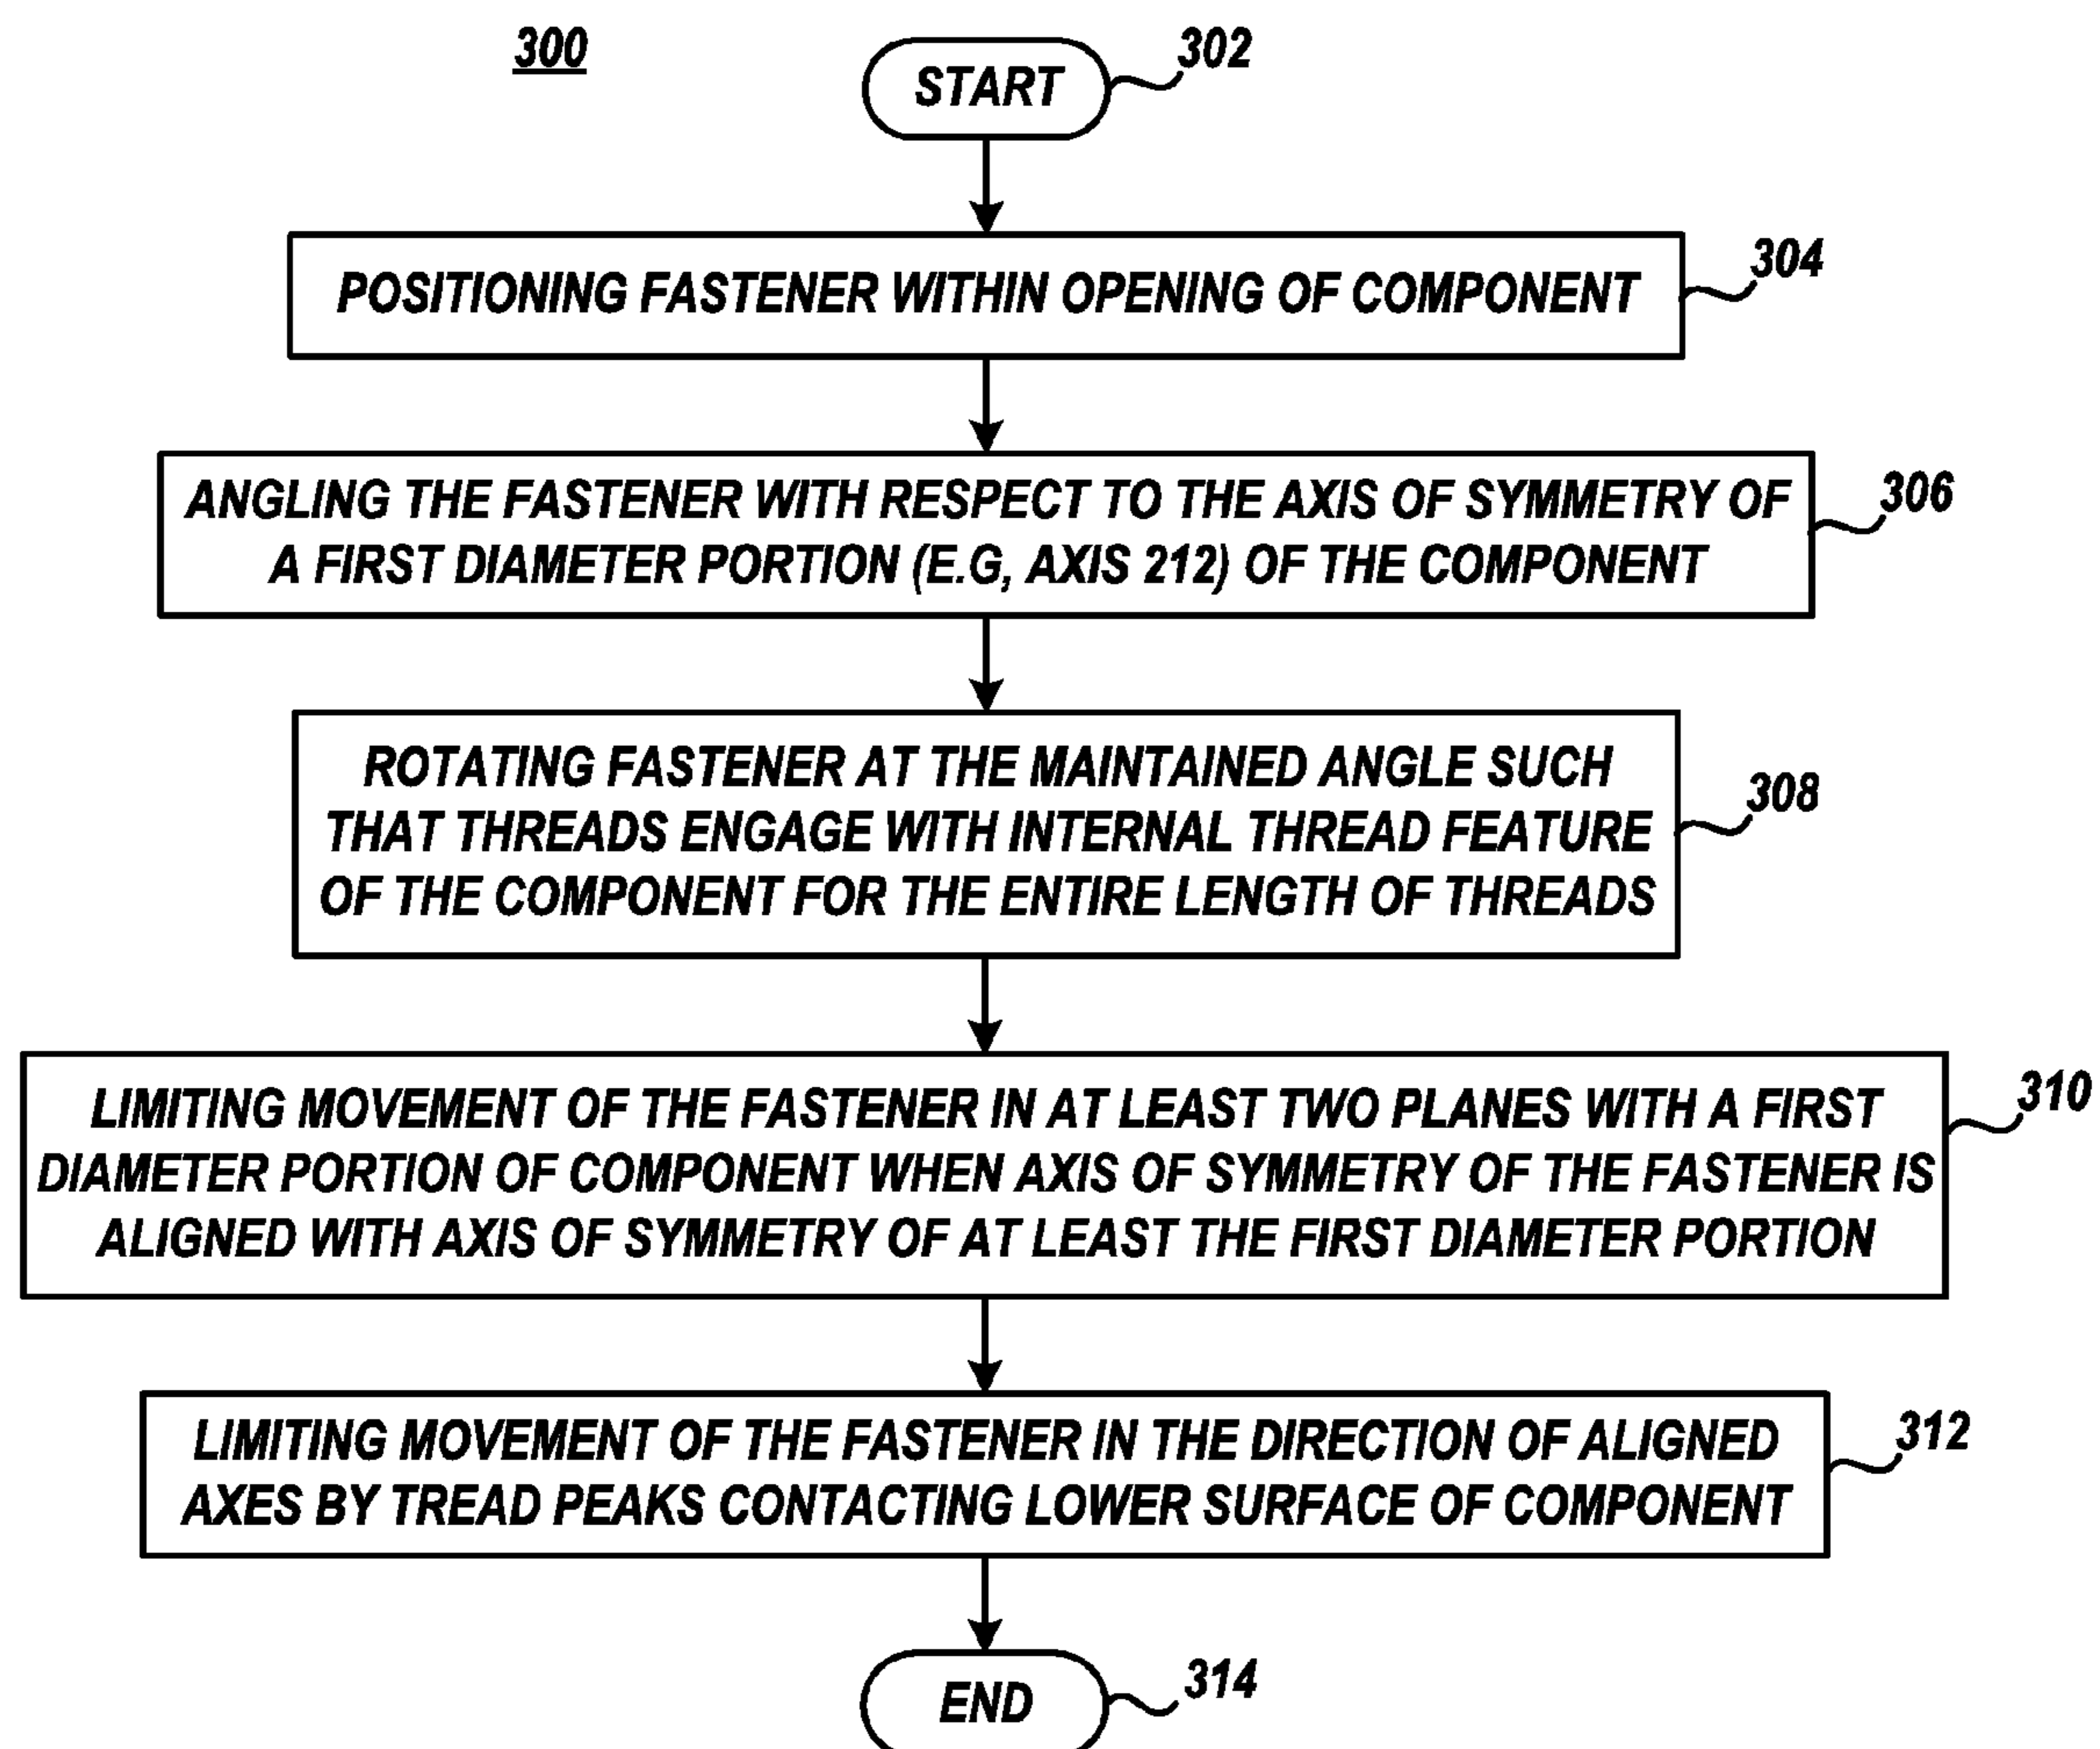 300
START
302
POSITIONING FASTENER WITHIN OPENING OF COMPONENT
304
ANGLING THE FASTENER WITH RESPECT TO THE AXIS OF SYMMETRY OF
A FIRST DIAMETER PORTION (E.G, AXIS 212) OF THE COMPONENT
306
ROTATING FASTENER AT THE MAINTAINED ANGLE SUCH
THAT THREADS ENGAGE WITH INTERNAL THREAD FEATURE
OF THE COMPONENT FOR THE ENTIRE LENGTH OF THREADS
308
LIMITING MOVEMENT OF THE FASTENER IN AT LEAST TWO PLANES WITH A FIRST
DIAMETER PORTION OF COMPONENT WHEN AXIS OF SYMMETRY OF THE FASTENER IS
ALIGNED WITH AXIS OF SYMMETRY OF AT LEAST THE FIRST DIAMETER PORTION
310
LIMITING MOVEMENT OF THE FASTENER IN THE DIRECTION OF ALIGNED
AXES BY TREAD PEAKS CONTACTING LOWER SURFACE OF COMPONENT
312
END
314